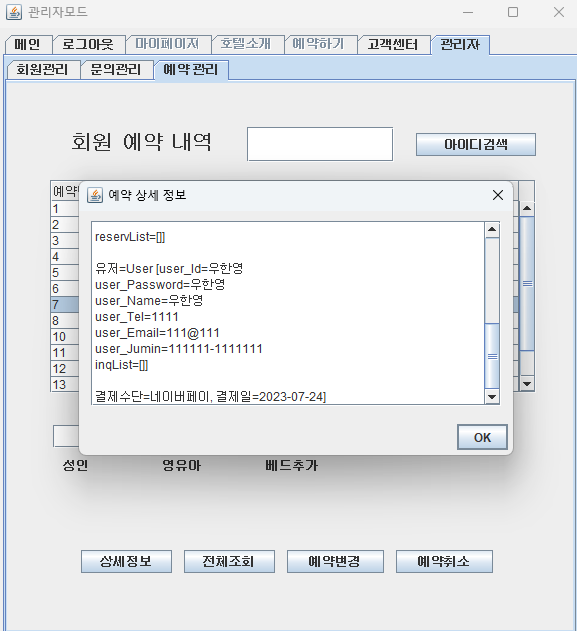 관리자모드
메인 로그아웃 마이페이지 호텔소개 예약하기 고객센터 관리자
회원관리 문의관리 예약관리
회원 예약 내역 아이디검색
예약
1
2
3
4
5
6
7
8
10
11
12
13
예약 상세 정보
reservList=[]]
유저=User [user_Id=우한영
user_Password=우한영
user_Name=우한영
user_Tel=1111
user_Email=111@111
user_Jumin=111111-1111111
inqList=[]]
결제수단=네이버페이, 결제일=2023-07-24]
OK
성인 영유아 베드추가
상세정보 전체조회 예약변경 예약취소